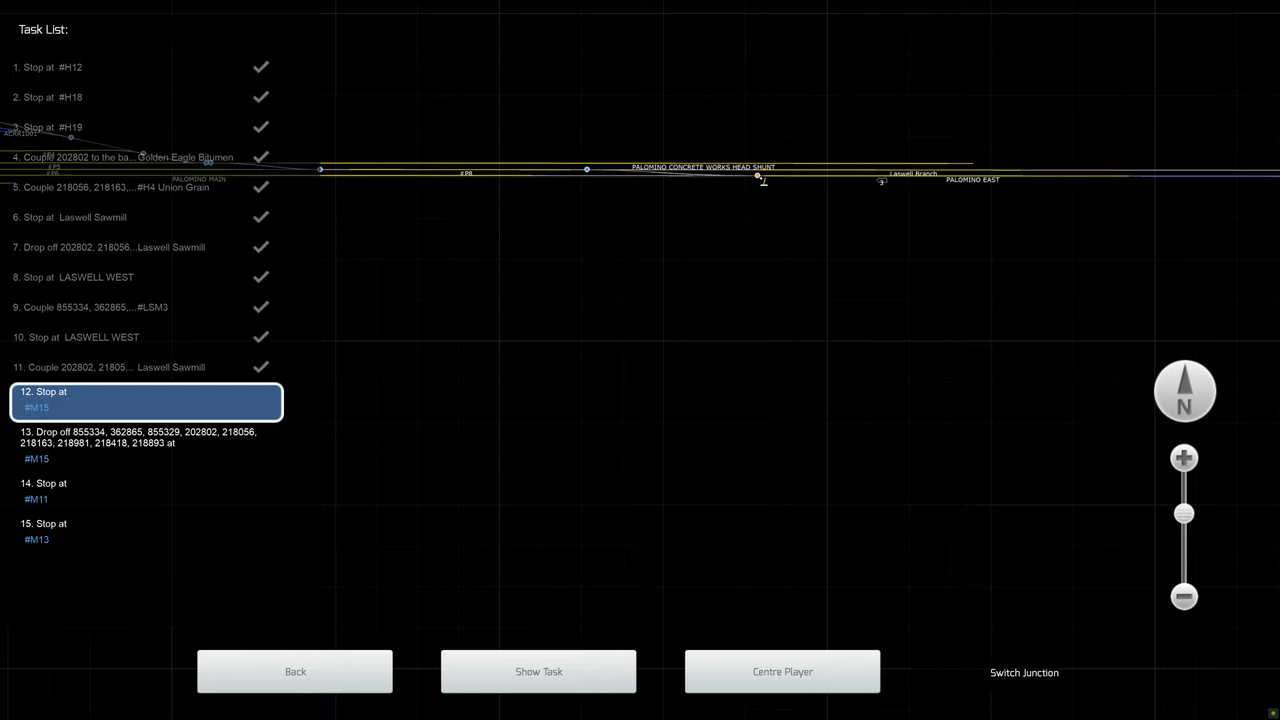 Task List:
1. Stop at #H12
2. Stop at #H18
3. Stop at #H19
ACRR1001
4. Couple 202802 to the ba... Golden Eagle Bitumen
#P5
#P6
PALOMINO MAIN
5. Couple 218056, 218163,...#H4 Union Grain
#P8
PALOMINO CONCRETE WORKS HEAD SHUNT
Laswell Branch
PALOMINO EAST
6. Stop at Laswell Sawmill
7. Drop off 202802, 218056...Laswell Sawmill
8. Stop at LASWELL WEST
9. Couple 855334, 362865,...#LSM3
10. Stop at LASWELL WEST
11. Couple 202802, 21805... Laswell Sawmill
12. Stop at
#M15
13. Drop off 855334, 362865, 855329, 202802, 218056,
218163, 218981, 218418, 218893 at
#M15
14. Stop at
#M11
15. Stop at
#M13
N
Back
Show Task
Centre Player
Switch Junction